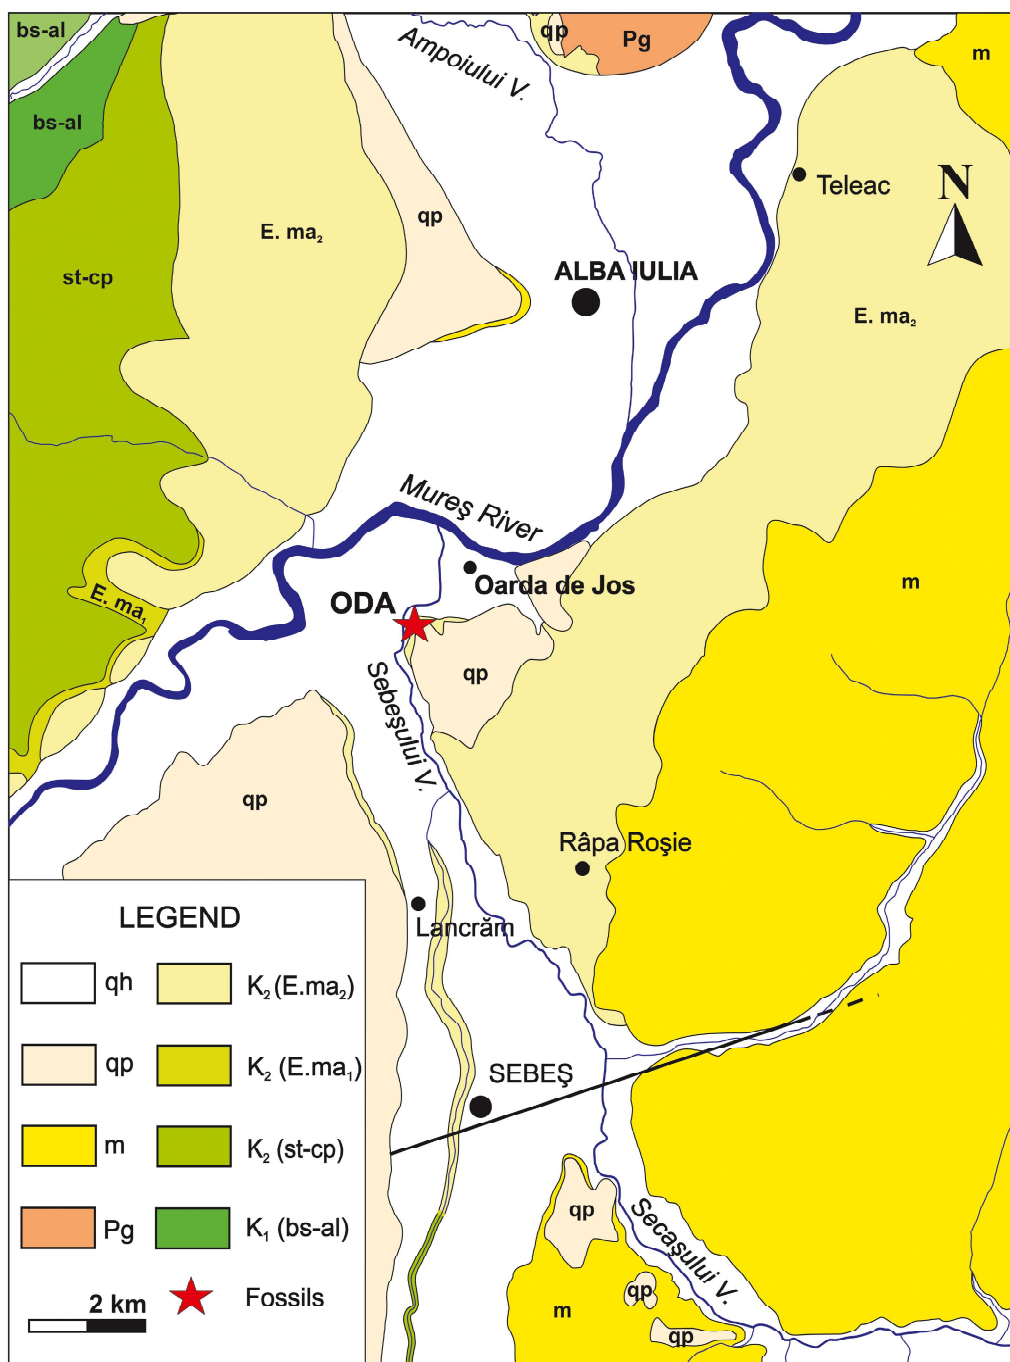 bs-al
qp
Pg
m
Ampoiului V.
bs-al
Teleac
N
qp
E. ma₂
st-cp
ALBA IULIA
E. ma₂
Mureş River
m
Oarda de Jos
E. ma₁
ODA
qp
Sebeşului V.
qp
Râpa Roşie
Lancrăm
SEBEŞ
qp
Secaşului V.
qp
m
qp
LEGEND
qh
K₂ (E.ma₂)
qp
K₂ (E.ma₁)
m
K₂ (st-cp)
Pg
K₁ (bs-al)
2 km
Fossils